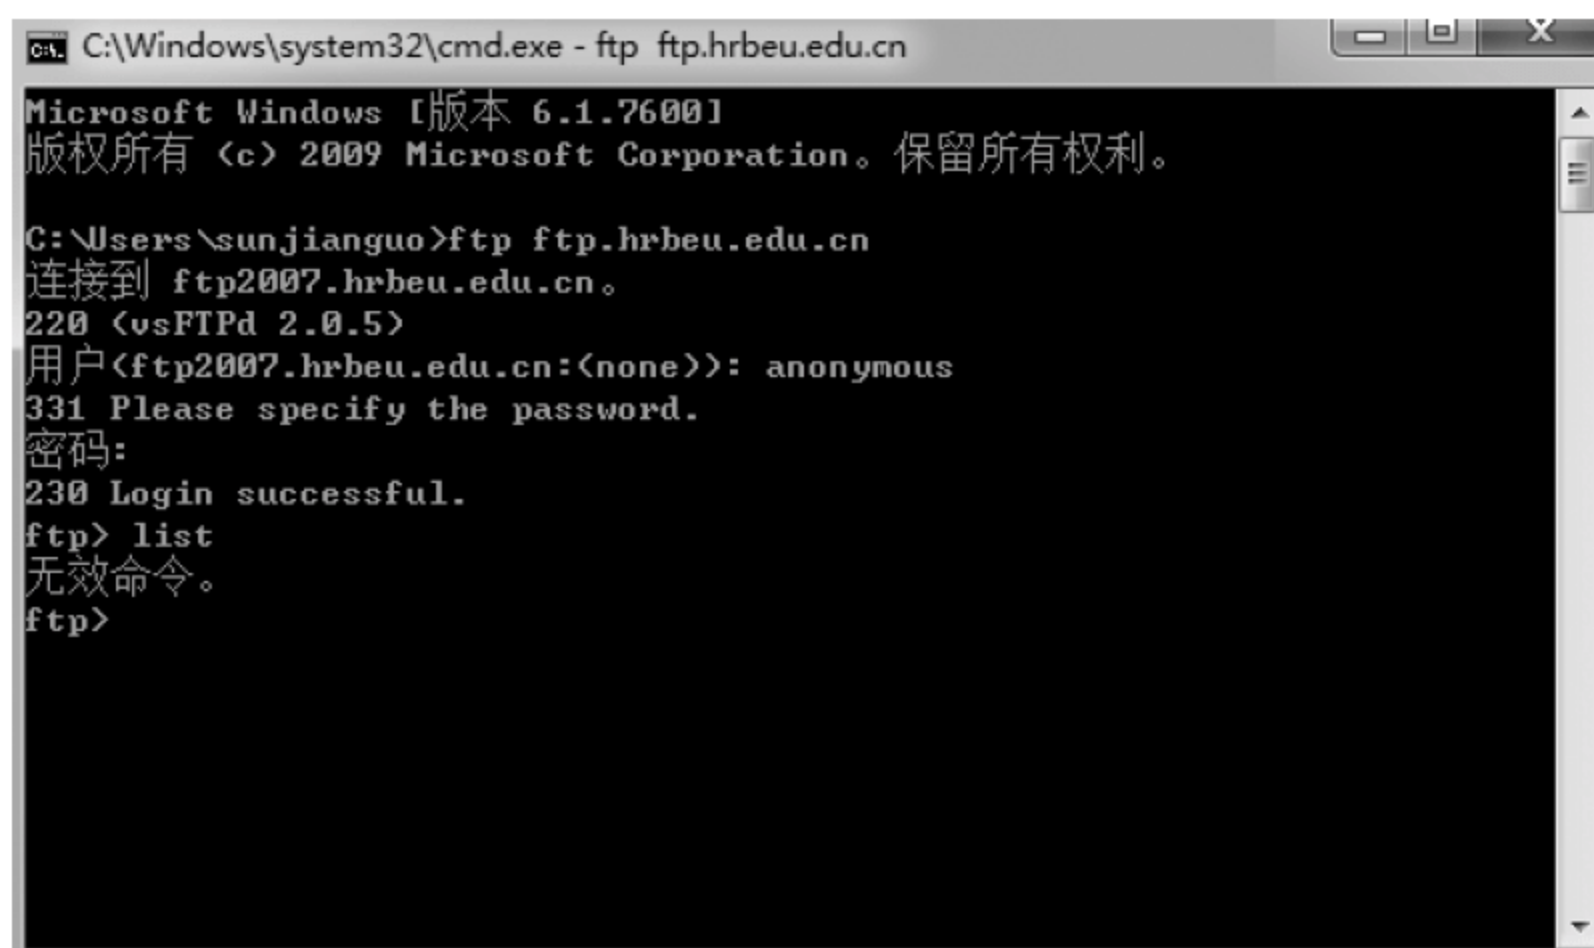 C:\Windows\system32\cmd.exe - ftp  ftp.hrbeu.edu.cn
Microsoft Windows [版本 6.1.7600]
版权所有 (c) 2009 Microsoft Corporation。保留所有权利。
C:\Users\sunjianguo>ftp ftp.hrbeu.edu.cn
连接到 ftp2007.hrbeu.edu.cn。
220 (vsFTPd 2.0.5)
用户(ftp2007.hrbeu.edu.cn:(none)): anonymous
331 Please specify the password.
密码:
230 Login successful.
ftp> list
无效命令。
ftp>